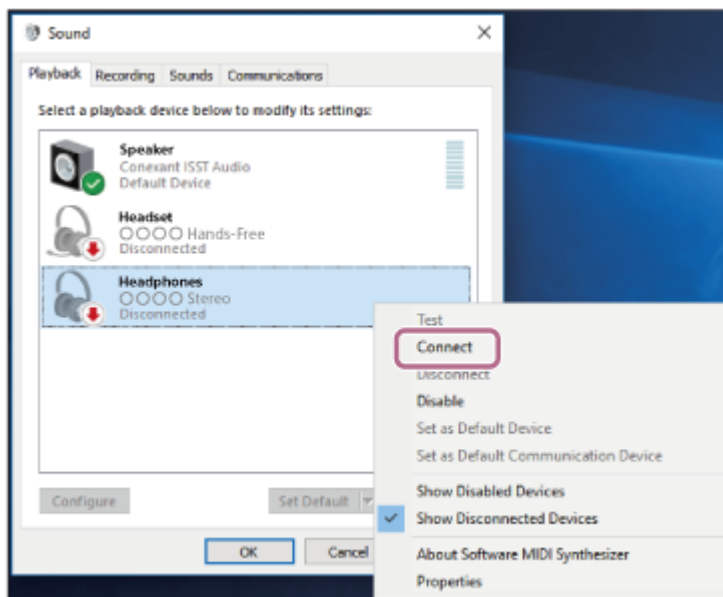 Sound
Playback Recording Sounds Communications
Select a playback device below to modify its settings:
Speaker
Conexant ISST Audio
Default Device
Headset
○○○○ Hands-Free
Disconnected
Headphones
○○○○ Stereo
Disconnected
Test
Connect
Disconnect
Disable
Set as Default Device
Set as Default Communication Device
Show Disabled Devices
Show Disconnected Devices
About Software MIDI Synthesizer
Properties
Configure
Set Default
OK
Cancel